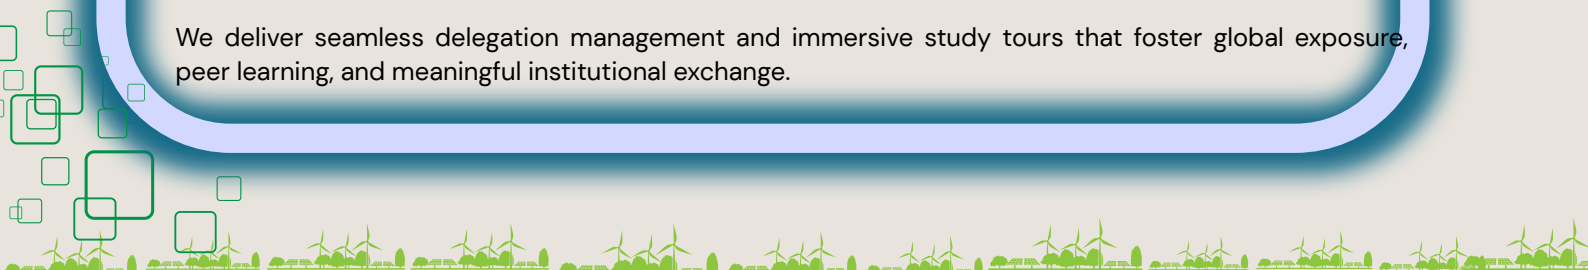 We deliver seamless delegation management and immersive study tours that foster global exposure,
peer learning, and meaningful institutional exchange.